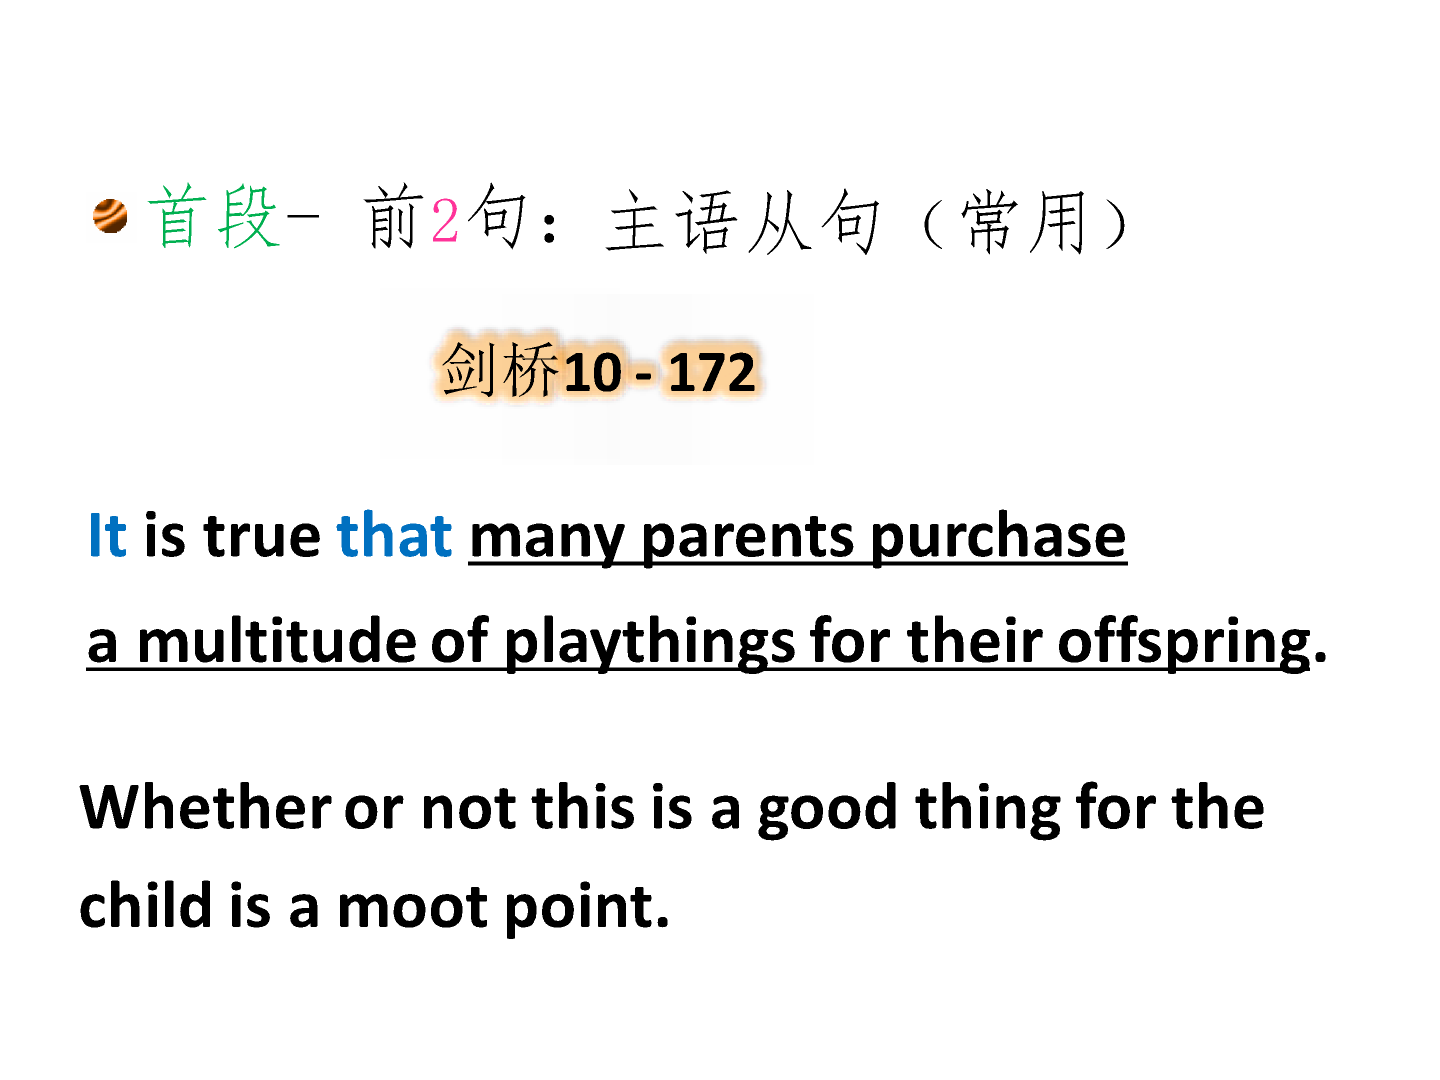 首段- 前2句：主语从句（常用）
剑桥10 - 172
It is true that many parents purchase
a multitude of playthings for their offspring.
Whether or not this is a good thing for the
child is a moot point.